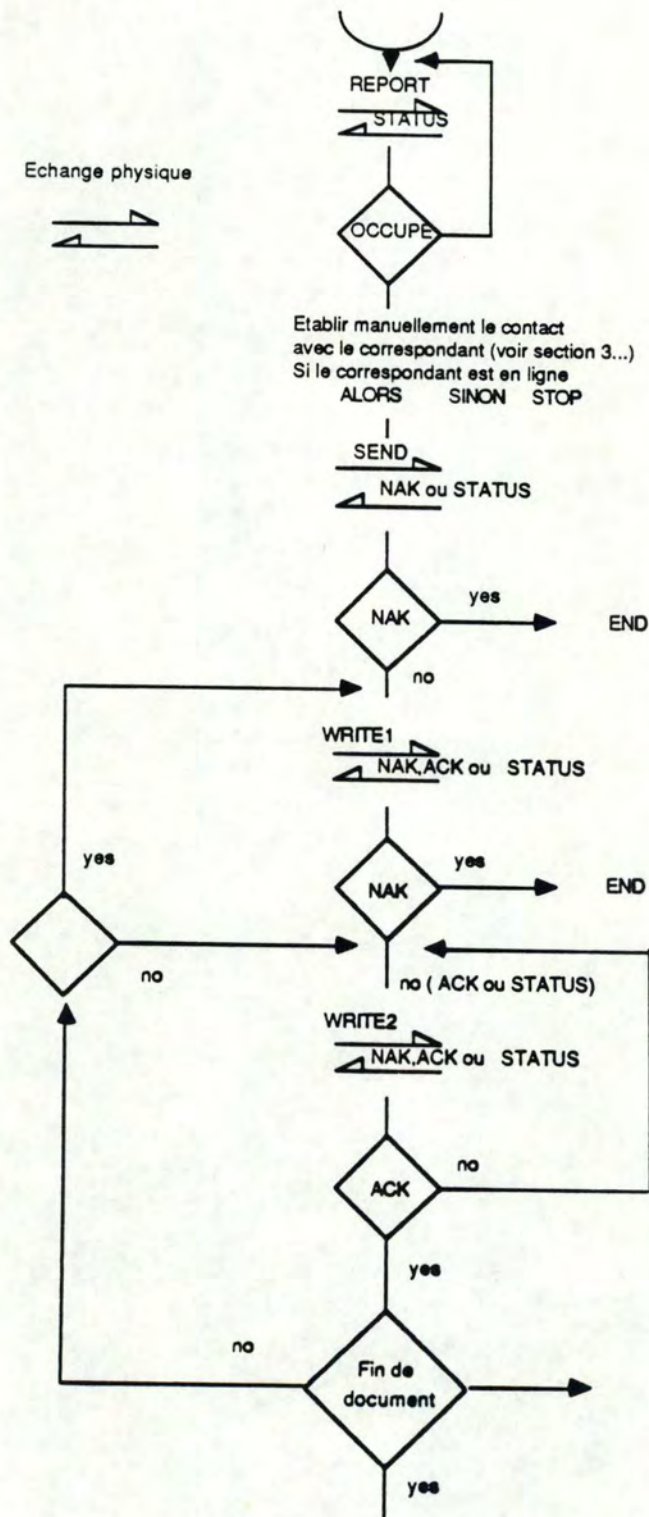 REPORT
STATUS
Echange physique
OCCUPE
Etablir manuellement le contact
avec le correspondant (voir section 3...)
Si le correspondant est en ligne
ALORS SINON STOP
SEND
NAK ou STATUS
NAK
yes
END
no
WRITE1
NAK,ACK ou STATUS
yes
NAK
yes
END
no
no ( ACK ou STATUS)
WRITE2
NAK,ACK ou STATUS
ACK
no
yes
no
Fin de
document
yes